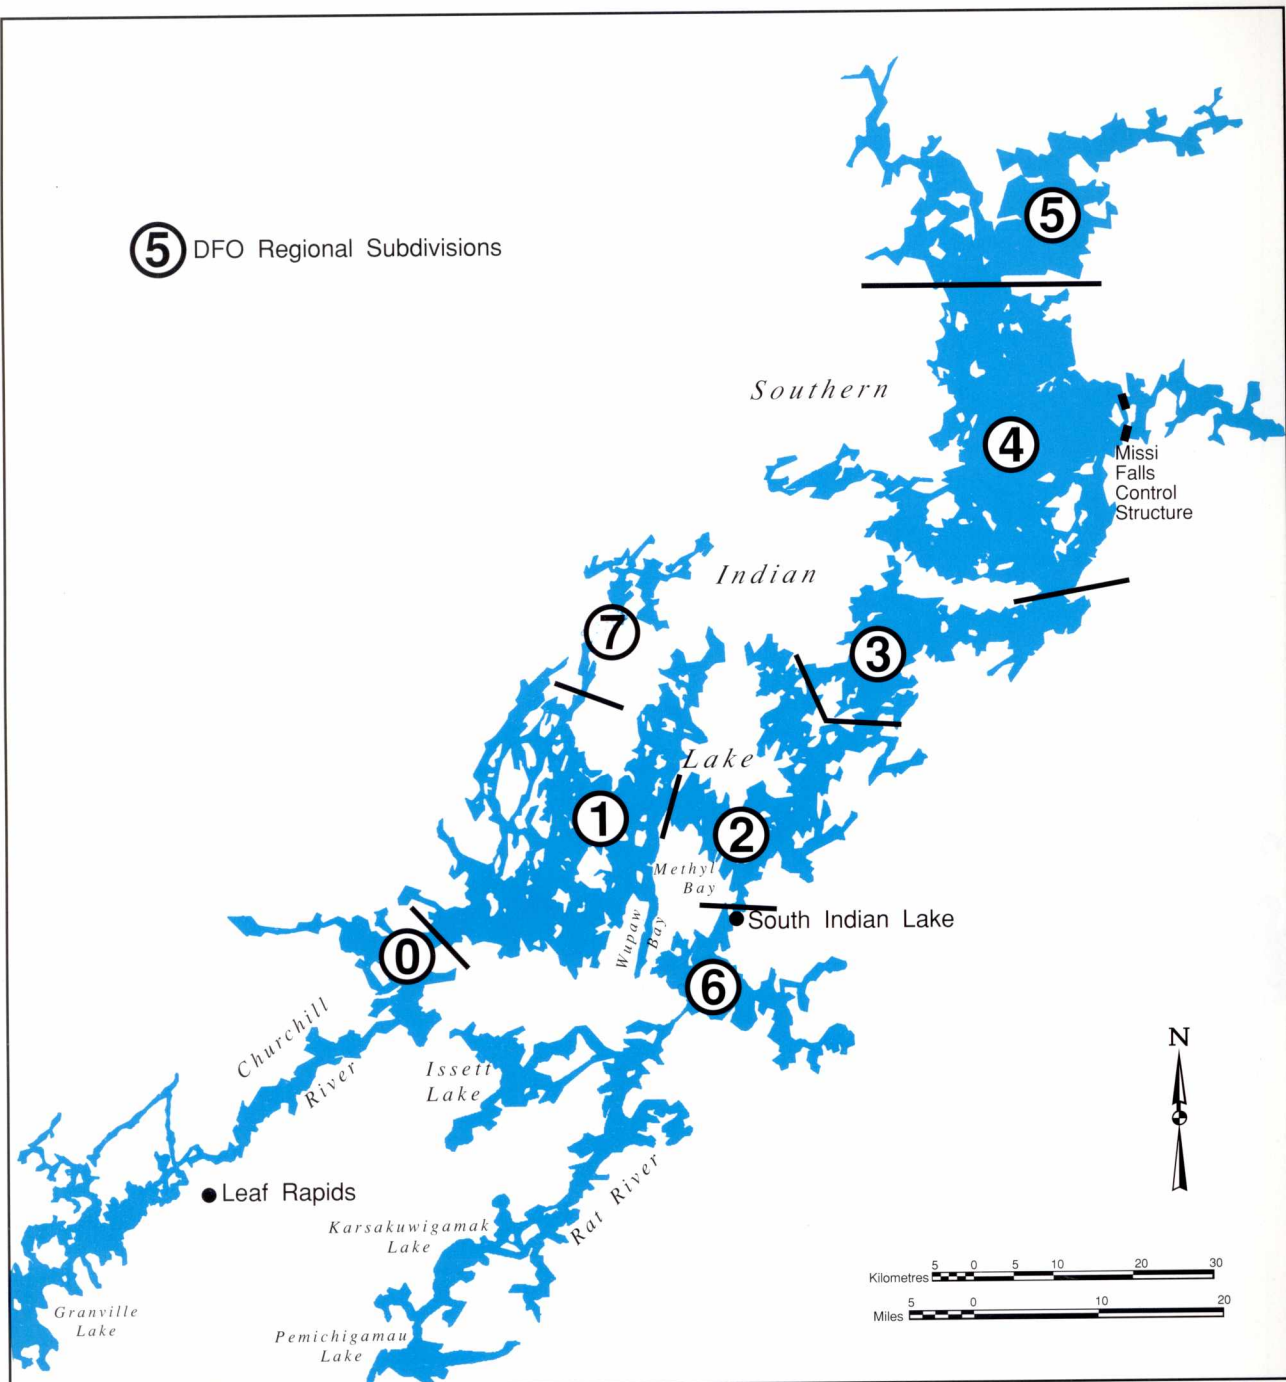 5
DFO Regional Subdivisions
5
Southern
4
Missi
Falls
Control
Structure
Indian
7
3
Lake
1
2
Methyl
Bay
Wupaw
Bay
South Indian Lake
0
6
Churchill
River
Issett
Lake
N
Leaf Rapids
Rat River
Karsakuwigamak
Lake
Granville
Lake
Pemichigamau
Lake
Kilometres 5 0 5 10 20 30
Miles 5 0 10 20